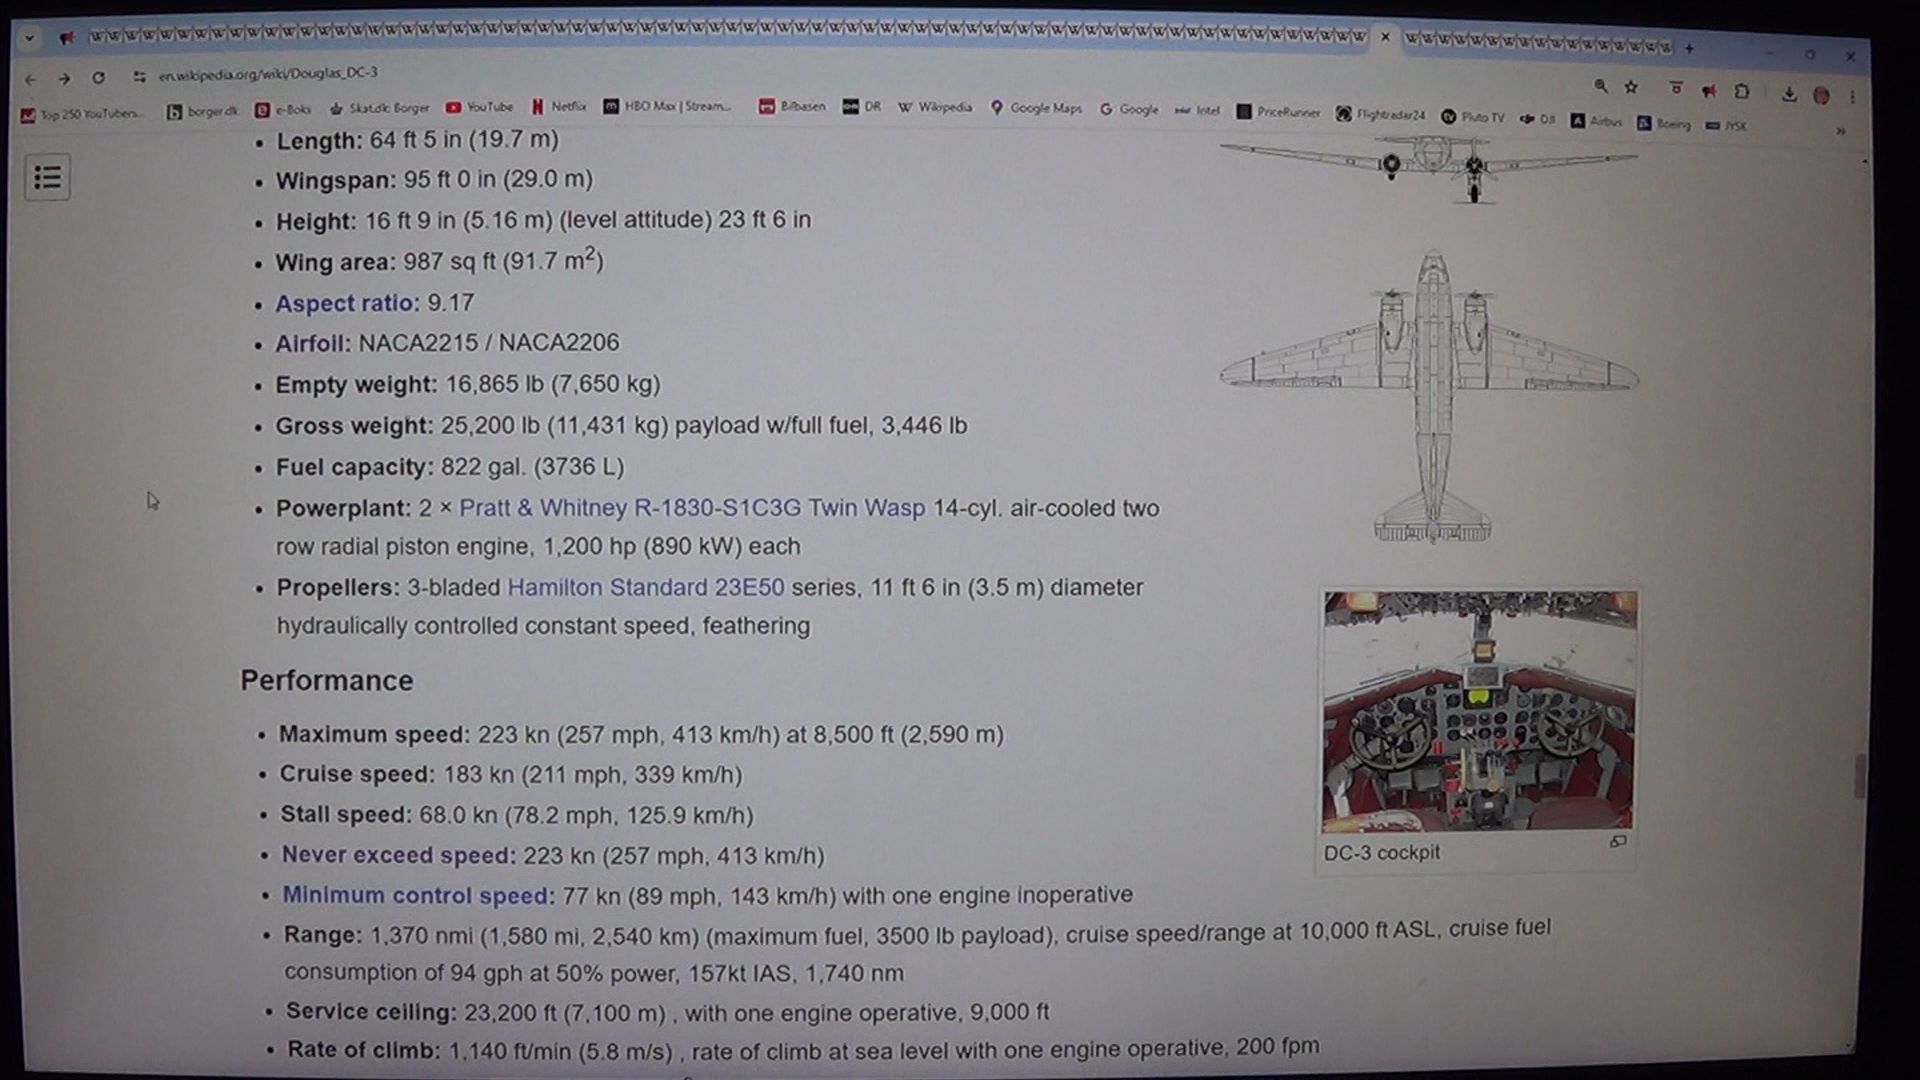 en.wikipedia.org/wiki/Douglas_DC-3
Top 250 YouTubers... borger.dk e-Boks Skat.dk: Borger YouTube Netflix HBO Max | Stream... Bilbasen DR Wikipedia Google Maps Google Intel PriceRunner Flightradar24 Pluto TV DJI Airbus Boeing JYSK
• Length: 64 ft 5 in (19.7 m)
• Wingspan: 95 ft 0 in (29.0 m)
• Height: 16 ft 9 in (5.16 m) (level attitude) 23 ft 6 in
• Wing area: 987 sq ft (91.7 m²)
• Aspect ratio: 9.17
• Airfoil: NACA2215 / NACA2206
• Empty weight: 16,865 lb (7,650 kg)
• Gross weight: 25,200 lb (11,431 kg) payload w/full fuel, 3,446 lb
• Fuel capacity: 822 gal. (3736 L)
• Powerplant: 2 × Pratt & Whitney R-1830-S1C3G Twin Wasp 14-cyl. air-cooled two
row radial piston engine, 1,200 hp (890 kW) each
• Propellers: 3-bladed Hamilton Standard 23E50 series, 11 ft 6 in (3.5 m) diameter
hydraulically controlled constant speed, feathering
DC-3 cockpit
Performance
• Maximum speed: 223 kn (257 mph, 413 km/h) at 8,500 ft (2,590 m)
• Cruise speed: 183 kn (211 mph, 339 km/h)
• Stall speed: 68.0 kn (78.2 mph, 125.9 km/h)
• Never exceed speed: 223 kn (257 mph, 413 km/h)
• Minimum control speed: 77 kn (89 mph, 143 km/h) with one engine inoperative
• Range: 1,370 nmi (1,580 mi, 2,540 km) (maximum fuel, 3500 lb payload), cruise speed/range at 10,000 ft ASL, cruise fuel
consumption of 94 gph at 50% power, 157kt IAS, 1,740 nm
• Service ceiling: 23,200 ft (7,100 m) , with one engine operative, 9,000 ft
• Rate of climb: 1,140 ft/min (5.8 m/s) , rate of climb at sea level with one engine operative, 200 fpm